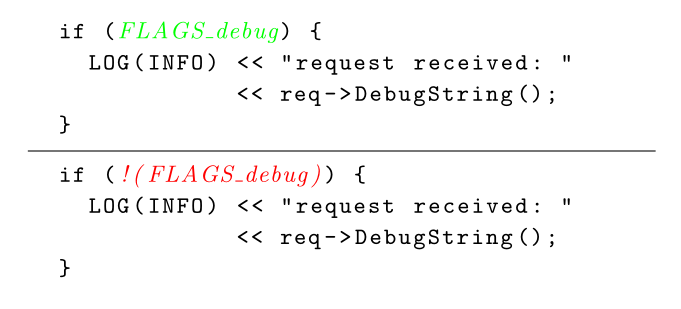 if (FLAGS_debug) {
LOG(INFO) << "request received: "
<< req->DebugString();
}
if (!(FLAGS_debug)) {
LOG(INFO) << "request received: "
<< req->DebugString();
}